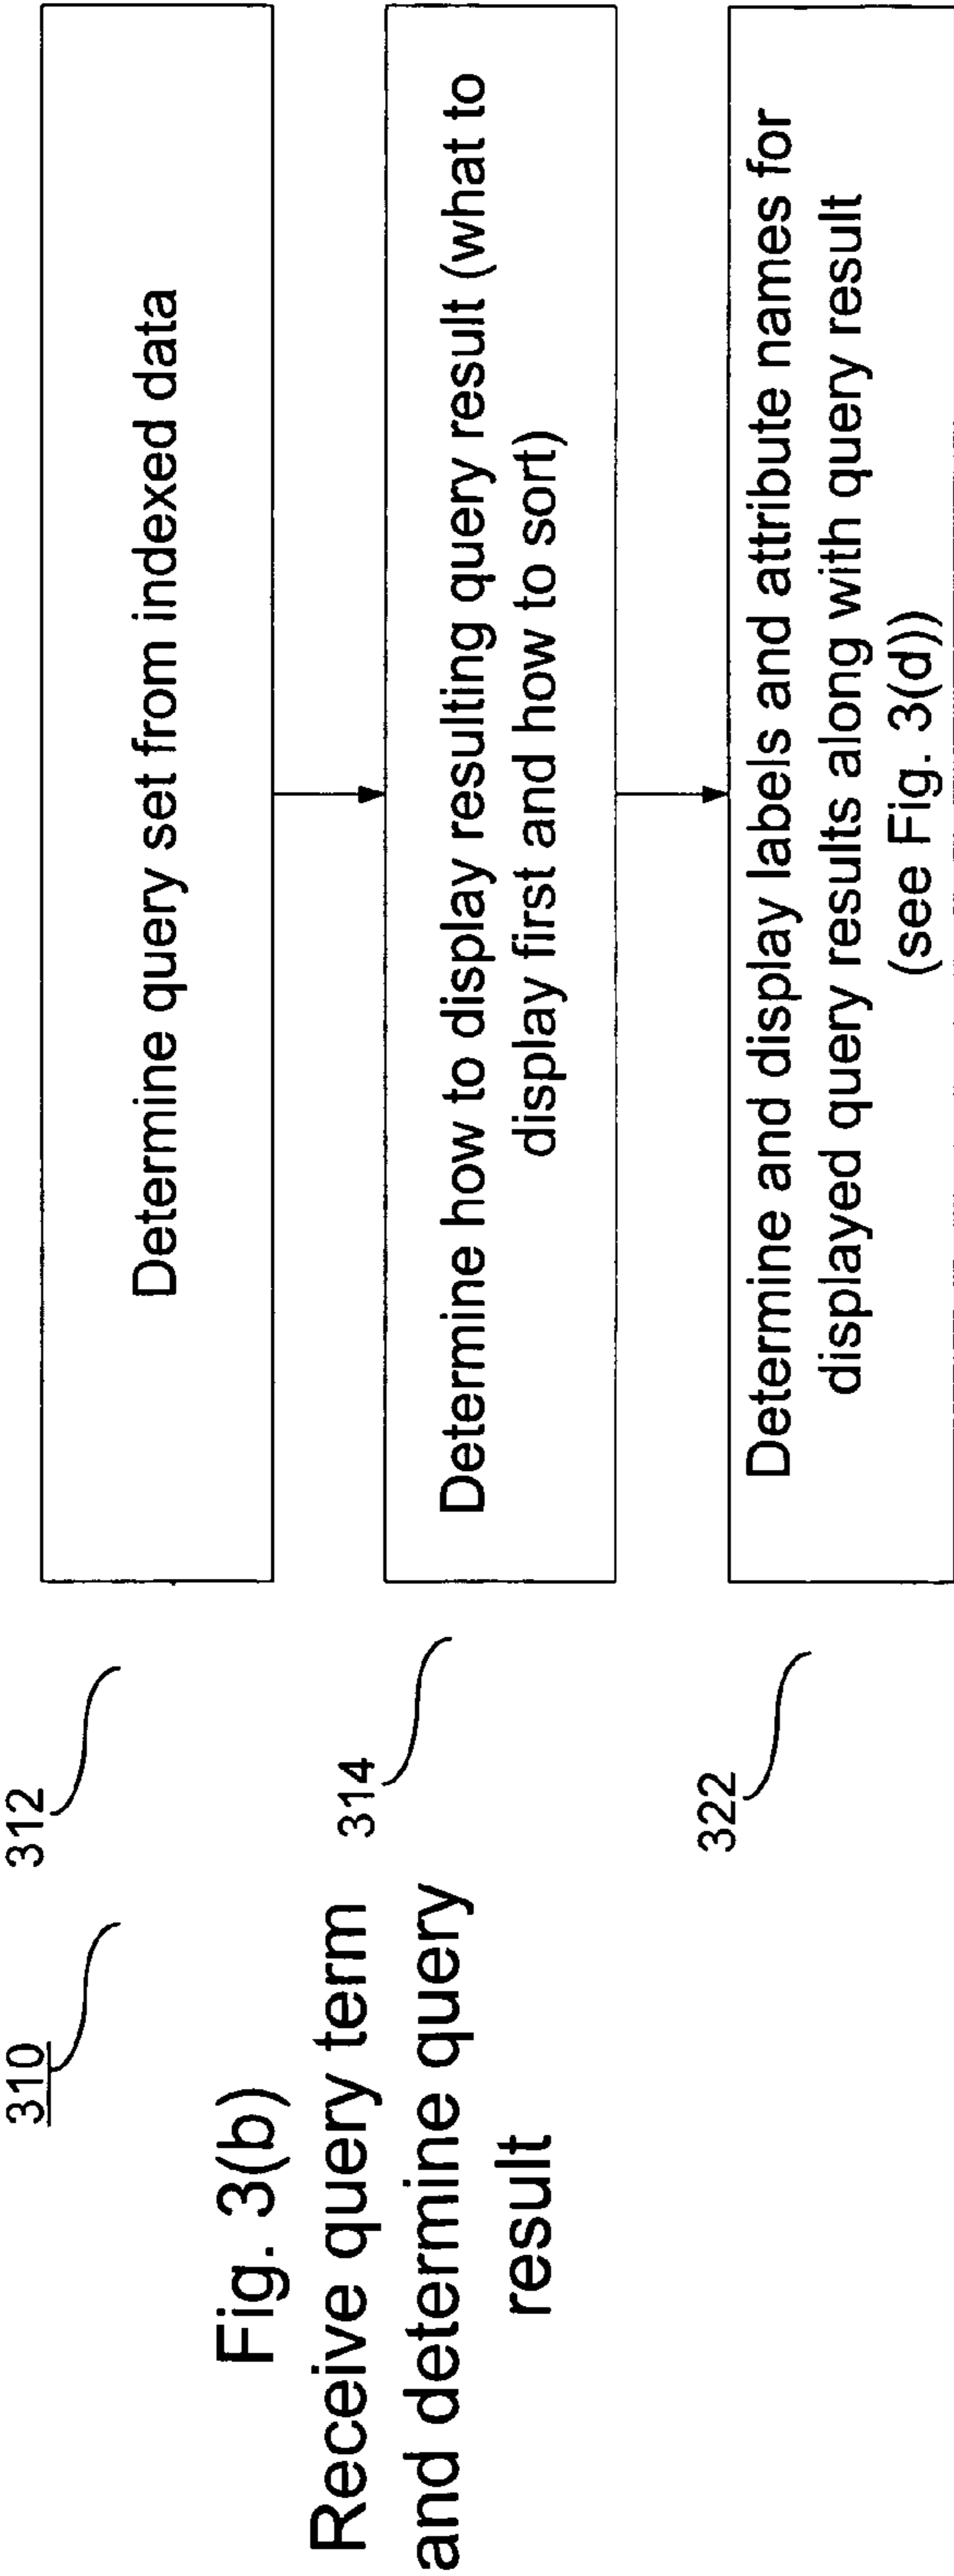 310
Fig. 3(b)
Receive query term
and determine query
result
312
Determine query set from indexed data
314
Determine how to display resulting query result (what to
display first and how to sort)
322
Determine and display labels and attribute names for
displayed query results along with query result
(see Fig. 3(d))